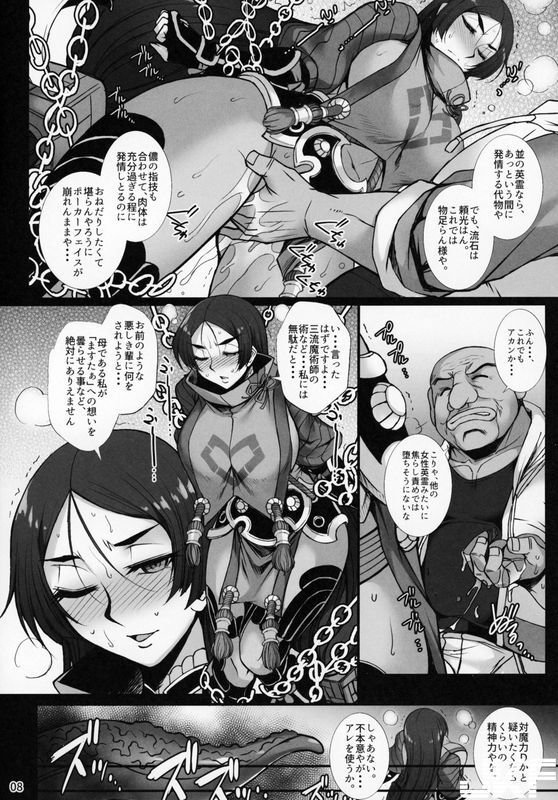 並の英霊なら、
あっという間に
発情する代物や
でも、流石は
頼光はん。
これでは
物足らん様や。
儂の指技も
合わせて、肉体は
充分過ぎる程に
発情しとるのに
おねだりしたくて
堪らんやろうに
ポーカーフェイスが
崩れんままや・・
ふん・・・、
これでも
アカンか・・・
こりゃ、他の
女性英霊みたいに
焦らし責めでは
堕ちそうにないな
い・・言った
はずですよ・・・
三流魔術師の
術など・・・私には
無駄だと・・・
お前のような
悪しき輩に何を
されようと・・・
母である私が
「ますたぁ」への想いを
曇らせる事など
絶対にありえません
対魔力Dかと
疑いたく
くらいの
精神力や
しゃあない。
不本意やが
アレを使うか。
08